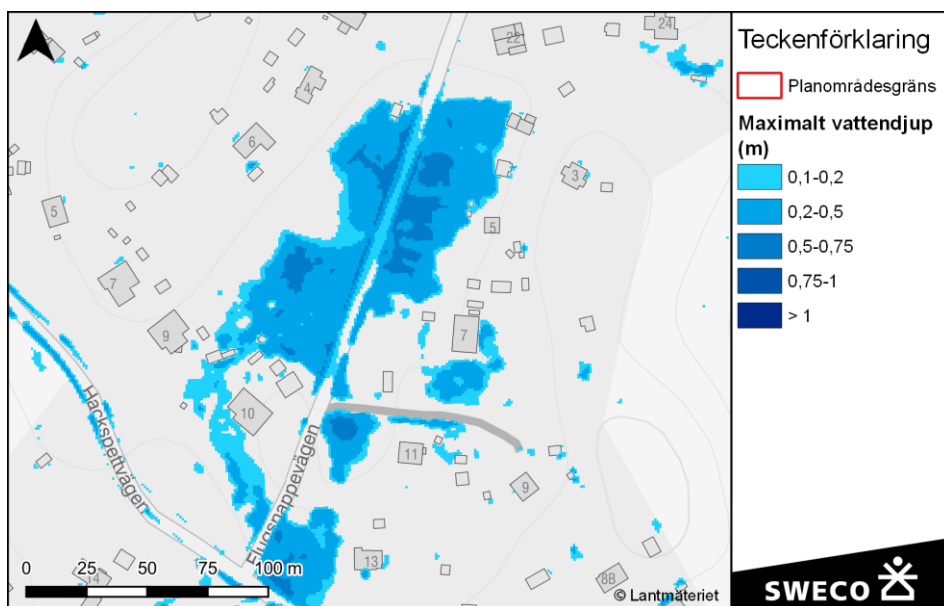 Teckenförklaring
Planområdesgräns
Maximalt vattendjup
(m)
0,1-0,2
0,2-0,5
0,5-0,75
0,75-1
> 1
SWECO
22
24
4
6
3
5
5
7
7
9
10
11
9
13
14
8B
Hackspettvägen
Flugsnappevägen
0 25 50 75 100 m
© Lantmäteriet